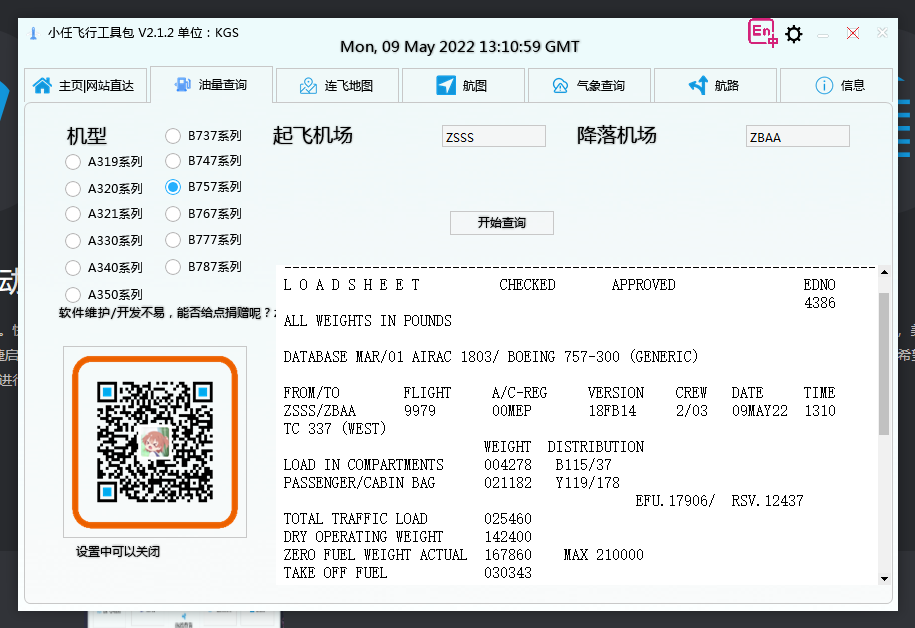 小任飞行工具包 V2.1.2 单位：KGS
Mon, 09 May 2022 13:10:59 GMT
En
主页|网站直达 油量查询 连飞地图 航图 气象查询 航路 信息
机型
A319系列
A320系列
A321系列
A330系列
A340系列
A350系列
B737系列
B747系列
B757系列
B767系列
B777系列
B787系列
起飞机场 ZSSS 降落机场 ZBAA
开始查询
软件维护/开发不易，能否给点捐赠呢？
设置中可以关闭
--------------------------------------------------------------------------
L O A D S H E E T CHECKED APPROVED EDNO
4386
ALL WEIGHTS IN POUNDS
DATABASE MAR/01 AIRAC 1803/ BOEING 757-300 (GENERIC)
FROM/TO FLIGHT A/C-REG VERSION CREW DATE TIME
ZSSS/ZBAA 9979 00MEP 18FB14 2/03 09MAY22 1310
TC 337 (WEST)
WEIGHT DISTRIBUTION
LOAD IN COMPARTMENTS 004278 B115/37
PASSENGER/CABIN BAG 021182 Y119/178
EFU.17906/ RSV.12437
TOTAL TRAFFIC LOAD 025460
DRY OPERATING WEIGHT 142400
ZERO FUEL WEIGHT ACTUAL 167860 MAX 210000
TAKE OFF FUEL 030343